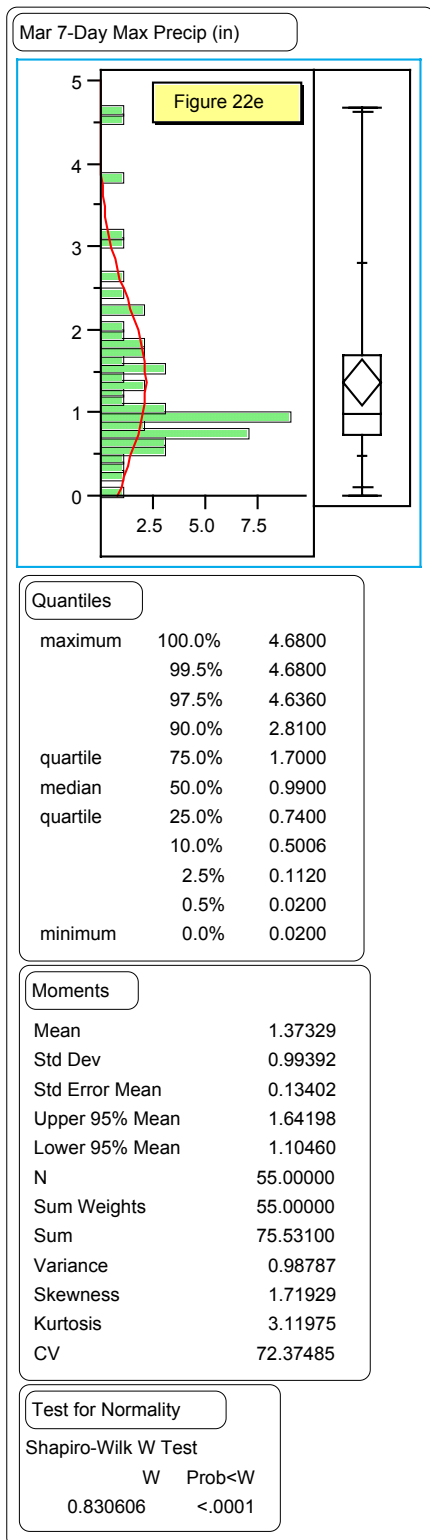 Mar 7-Day Max Precip (in)
Figure 22e
5
4
3
2
1
0
2.5 5.0 7.5
Quantiles
maximum 100.0% 4.6800
99.5% 4.6800
97.5% 4.6360
90.0% 2.8100
quartile 75.0% 1.7000
median 50.0% 0.9900
quartile 25.0% 0.7400
10.0% 0.5006
2.5% 0.1120
0.5% 0.0200
minimum 0.0% 0.0200
Moments
Mean 1.37329
Std Dev 0.99392
Std Error Mean 0.13402
Upper 95% Mean 1.64198
Lower 95% Mean 1.10460
N 55.00000
Sum Weights 55.00000
Sum 75.53100
Variance 0.98787
Skewness 1.71929
Kurtosis 3.11975
CV 72.37485
Test for Normality
Shapiro-Wilk W Test
W Prob<W
0.830606 <.0001